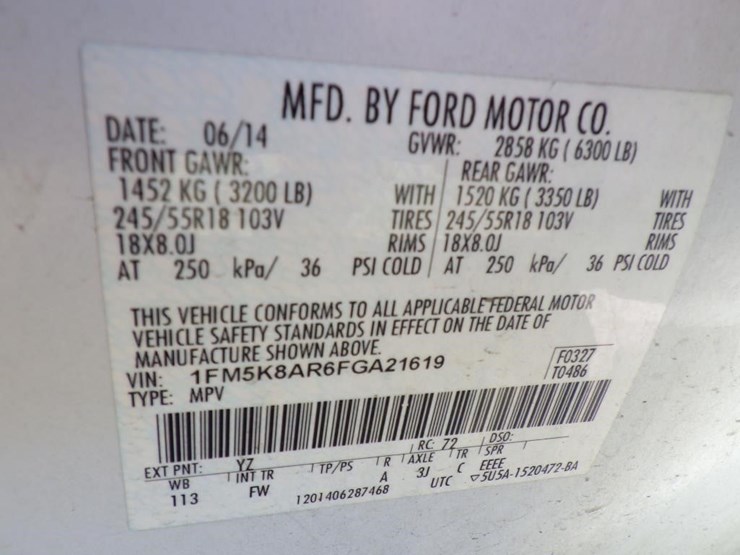 MFD. BY FORD MOTOR CO.
DATE: 06/14 GVWR: 2858 KG ( 6300 LB)
FRONT GAWR: REAR GAWR:
1452 KG ( 3200 LB) WITH 1520 KG ( 3350 LB) WITH
245/55R18 103V TIRES 245/55R18 103V TIRES
18X8.0J RIMS 18X8.0J RIMS
AT 250 kPa/ 36 PSI COLD AT 250 kPa/ 36 PSI COLD
THIS VEHICLE CONFORMS TO ALL APPLICABLE FEDERAL MOTOR
VEHICLE SAFETY STANDARDS IN EFFECT ON THE DATE OF
MANUFACTURE SHOWN ABOVE.
VIN: 1FM5K8AR6FGA21619 F0327
TYPE: MPV T0486
EXT PNT: YZ RC: 72 DSO:
WB INT TR TP/PS R AXLE TR SPR
113 FW A 3J C EEEE
1201406287468 UTC ▽5U5A-1520472-BA